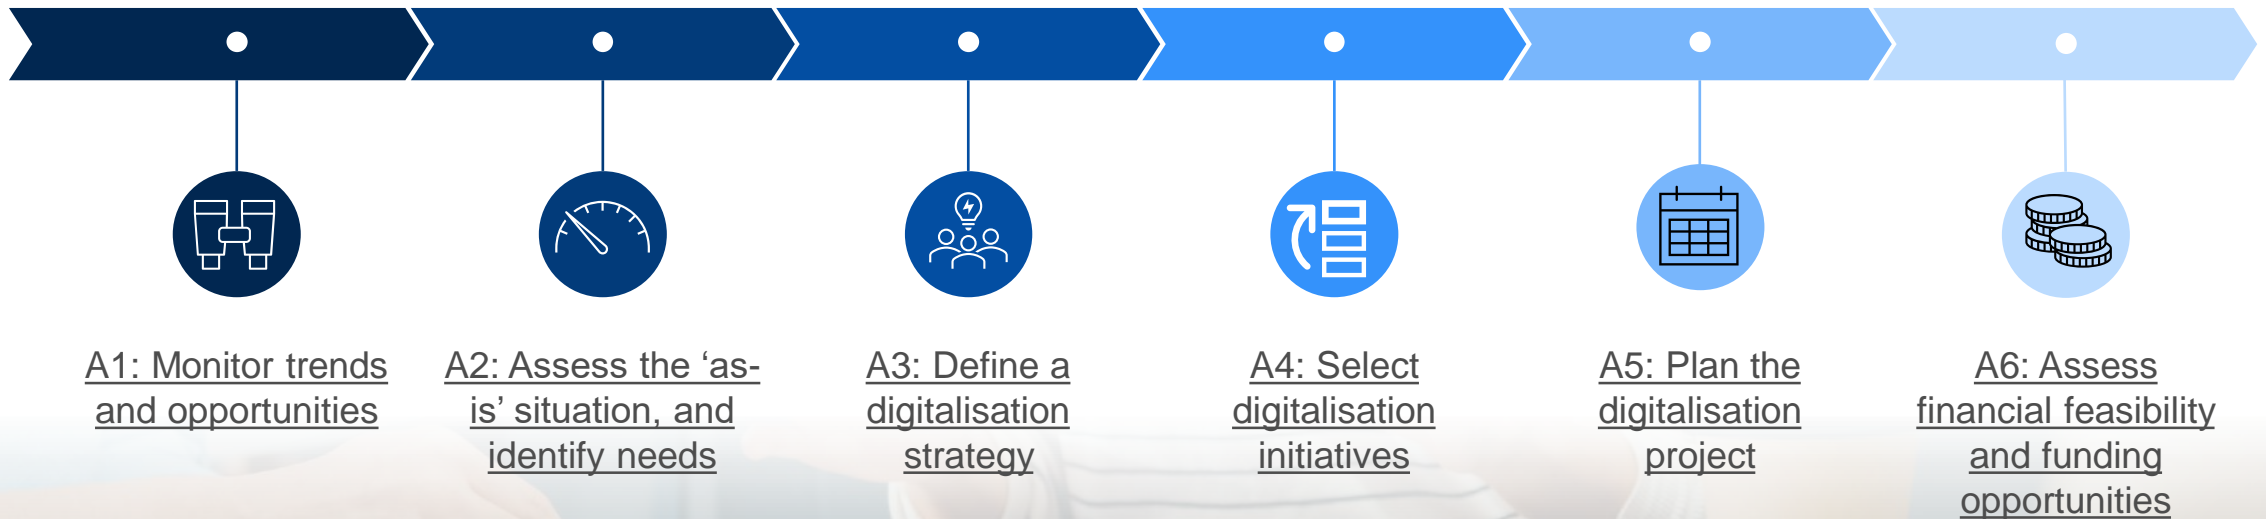 A1: Monitor trends
and opportunities
A2: Assess the ‘as-
is’ situation, and
identify needs
A3: Define a
digitalisation
strategy
A4: Select
digitalisation
initiatives
A5: Plan the
digitalisation
project
A6: Assess
financial feasibility
and funding
opportunities